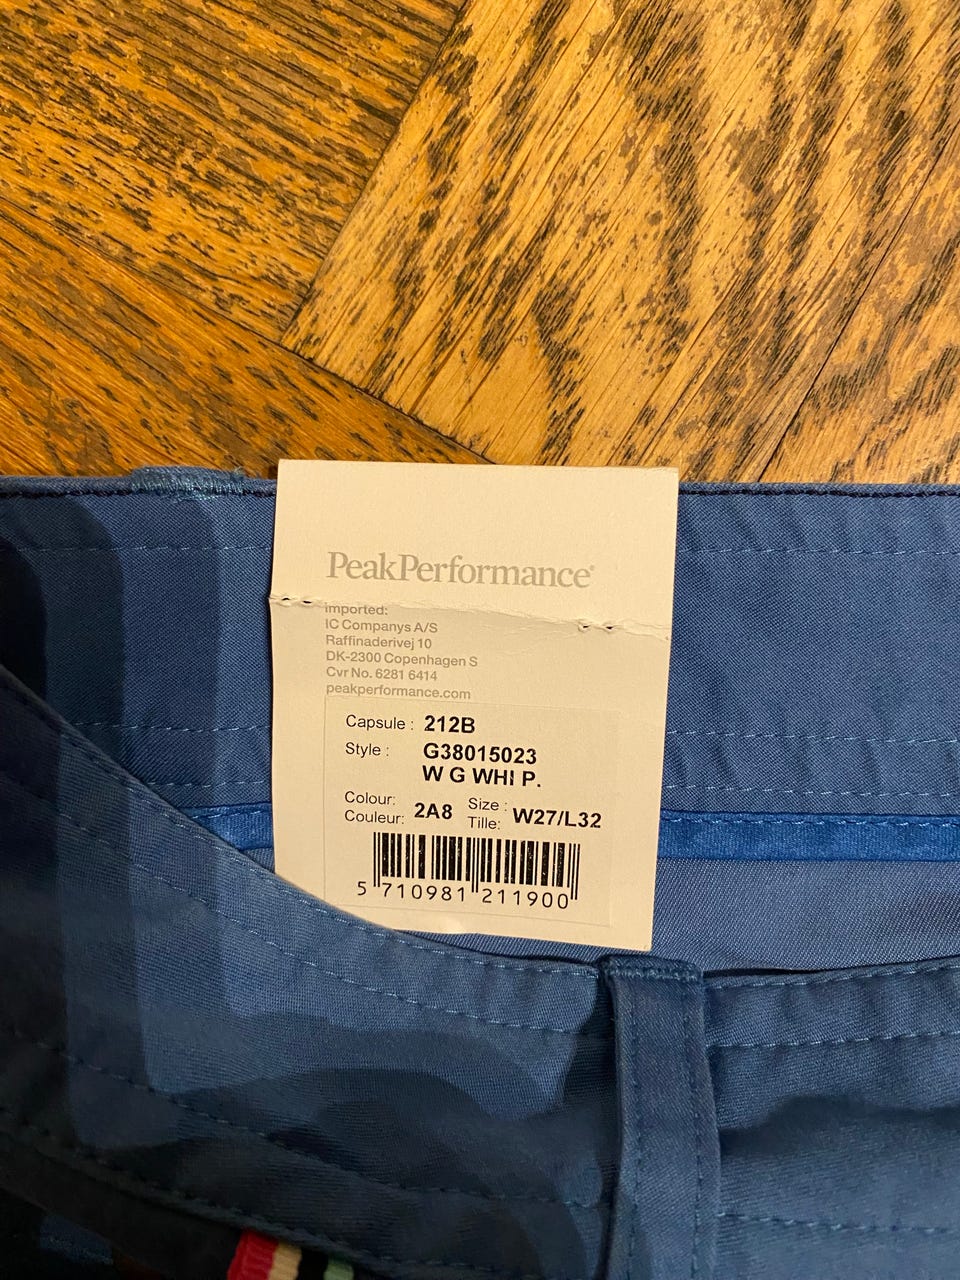 PeakPerformance®
Imported:
IC Companys A/S
Raffinaderivej 10
DK-2300 Copenhagen S
Cvr No. 6281 6414
peakperformance.com
Capsule : 212B
Style : G38015023
W G WHI P.
Colour: 2A8 Size : W27/L32
Couleur: Tille:
5 710981 211900